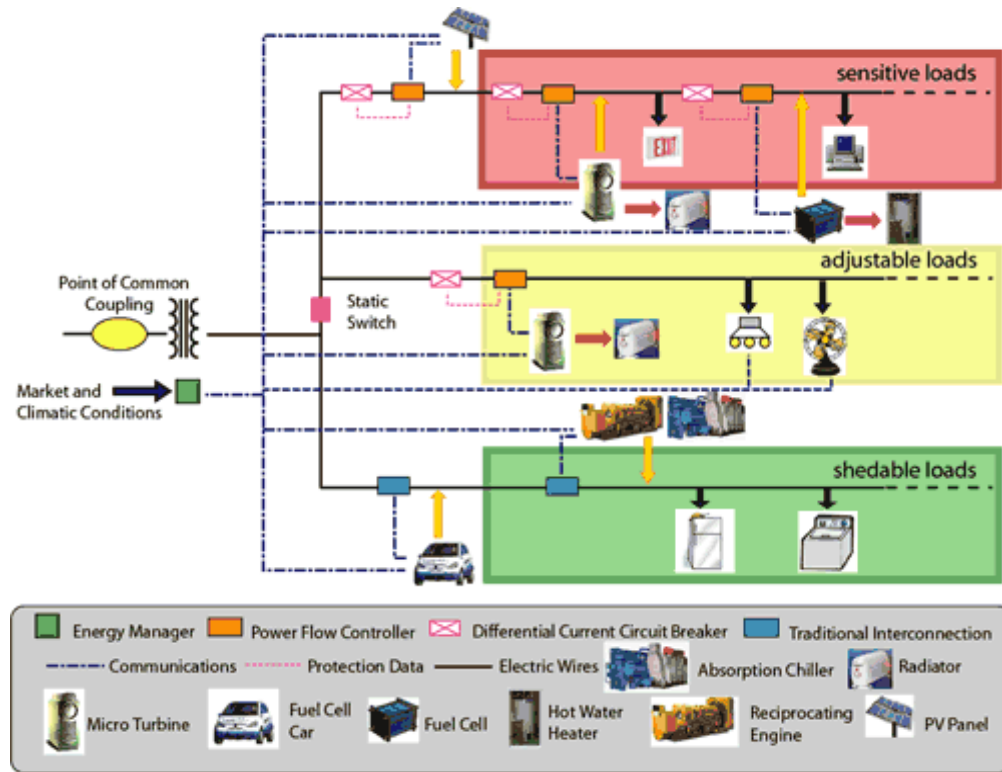 sensitive loads
EXIT
adjustable loads
Point of Common
Coupling
Static
Switch
Market and
Climatic Conditions
shedable loads
Energy Manager
Power Flow Controller
Differential Current Circuit Breaker
Traditional Interconnection
Communications
Protection Data
Electric Wires
Absorption Chiller
Radiator
Micro Turbine
Fuel Cell
Car
Fuel Cell
Hot Water
Heater
Reciprocating
Engine
PV Panel